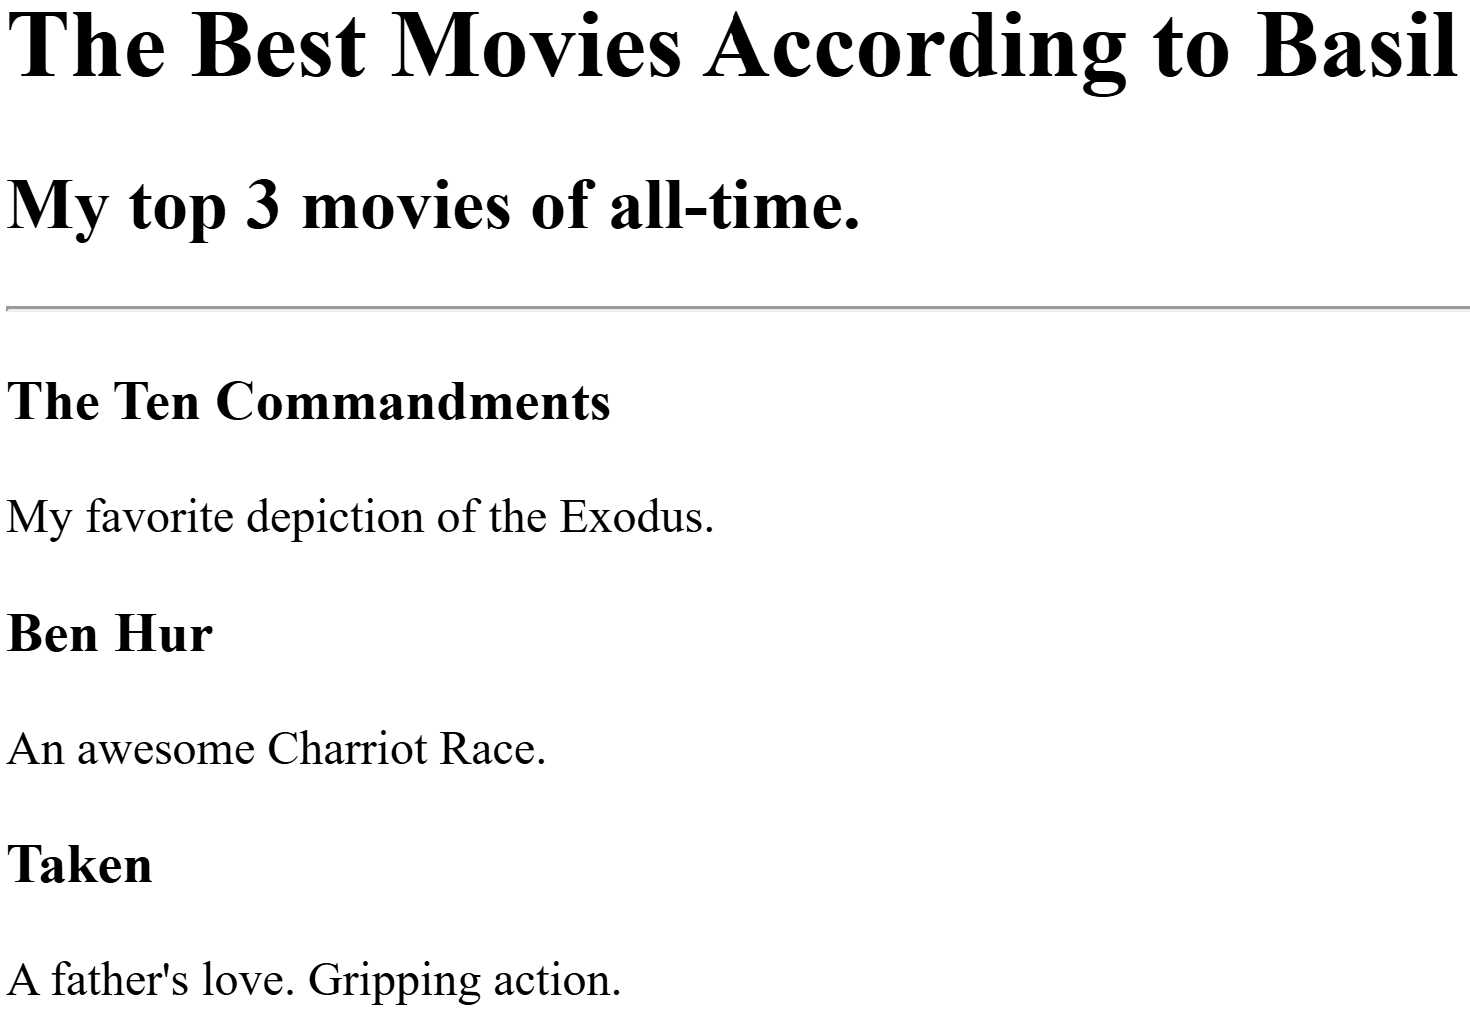 The Best Movies According to Basil
My top 3 movies of all-time.
The Ten Commandments
My favorite depiction of the Exodus.
Ben Hur
An awesome Charriot Race.
Taken
A father's love. Gripping action.